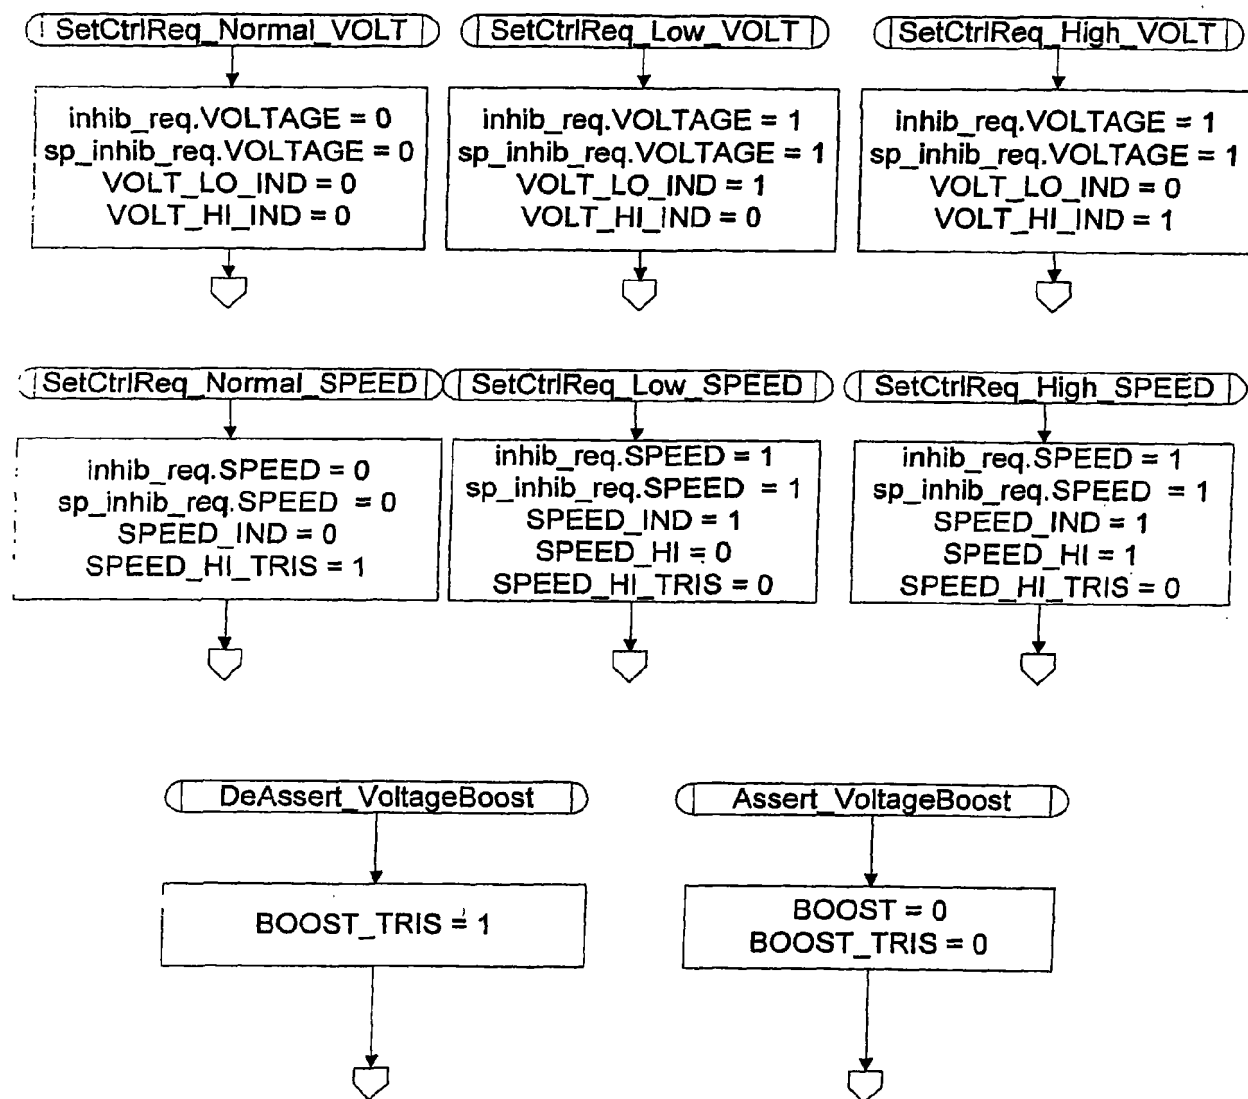 SetCtrlReq_Normal_VOLT
SetCtrlReq_Low_VOLT
SetCtrlReq_High_VOLT
inhib_req.VOLTAGE = 0
sp_inhib_req.VOLTAGE = 0
VOLT_LO_IND = 0
VOLT_HI_IND = 0
inhib_req.VOLTAGE = 1
sp_inhib_req.VOLTAGE = 1
VOLT_LO_IND = 1
VOLT_HI_IND = 0
inhib_req.VOLTAGE = 1
sp_inhib_req.VOLTAGE = 1
VOLT_LO_IND = 0
VOLT_HI_IND = 1
SetCtrlReq_Normal_SPEED
SetCtrlReq_Low_SPEED
SetCtrlReq_High_SPEED
inhib_req.SPEED = 0
sp_inhib_req.SPEED = 0
SPEED_IND = 0
SPEED_HI_TRIS = 1
inhib_req.SPEED = 1
sp_inhib_req.SPEED = 1
SPEED_IND = 1
SPEED_HI = 0
SPEED_HI_TRIS = 0
inhib_req.SPEED = 1
sp_inhib_req.SPEED = 1
SPEED_IND = 1
SPEED_HI = 1
SPEED_HI_TRIS = 0
DeAssert_VoltageBoost
Assert_VoltageBoost
BOOST_TRIS = 1
BOOST = 0
BOOST_TRIS = 0